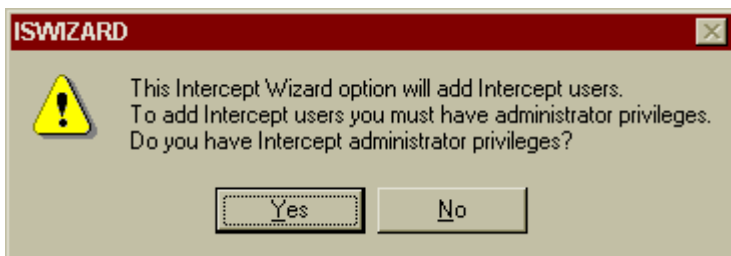 ISWIZARD
This Intercept Wizard option will add Intercept users.
To add Intercept users you must have administrator privileges.
Do you have Intercept administrator privileges?
Yes
No